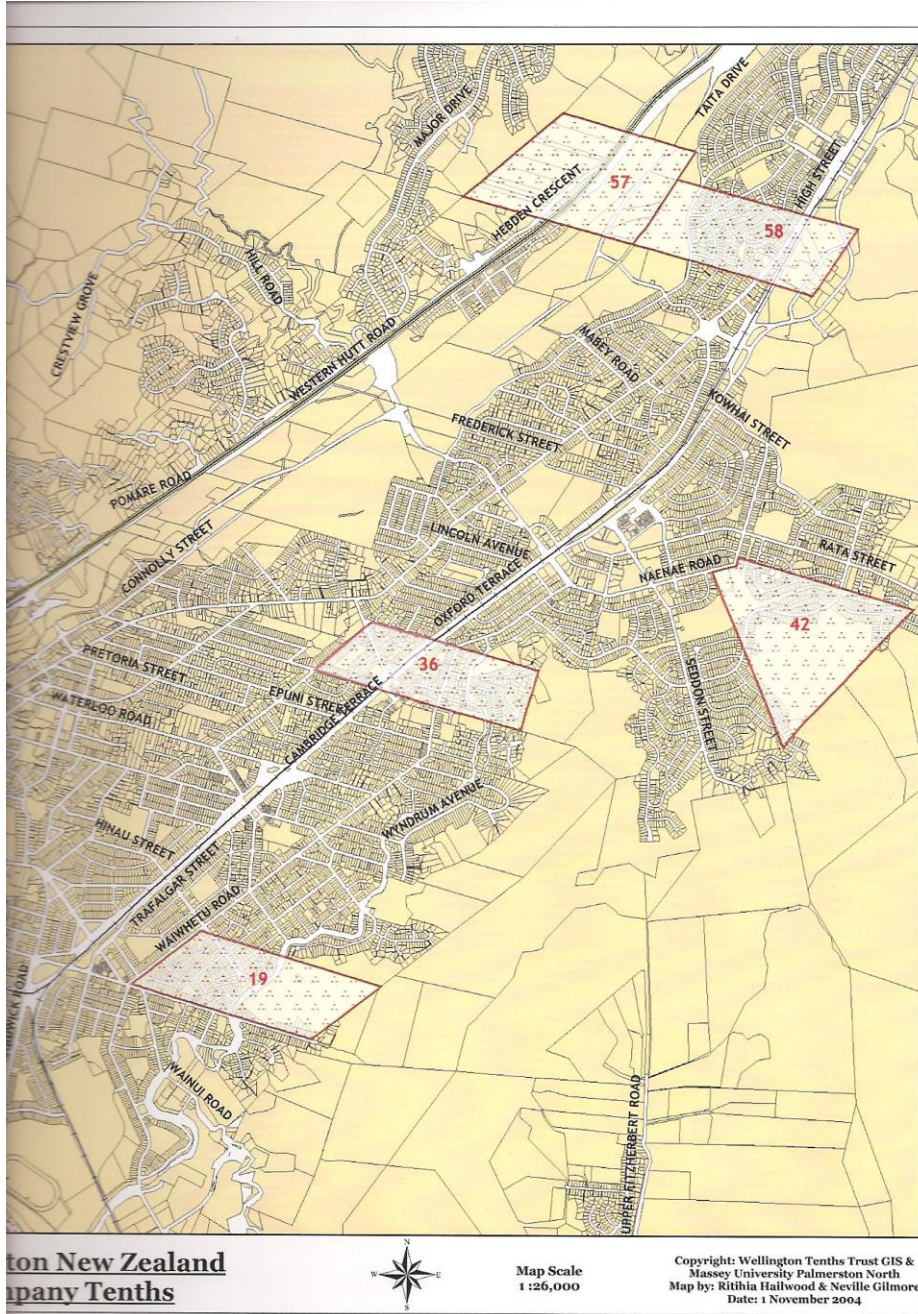 TAITA DRIVE
MAJOR DRIVE
HIGH STREET
57
HEBDEN CRESCENT
58
HILL ROAD
CRESTVIEW GROVE
WESTERN HUTT ROAD
MABEY ROAD
KOWHAI STREET
FREDERICK STREET
POMARE ROAD
LINCOLN AVENUE
CONNOLLY STREET
RATA STREET
NAENAE ROAD
OXFORD TERRACE
42
PRETORIA STREET
36
EPUNI STREET
SEDDON STREET
WATERLOO ROAD
CAMBRIDGE TERRACE
WYNDRUM AVENUE
HINAU STREET
TRAFALGAR STREET
WAIWHETU ROAD
19
ROAD
WAINUI ROAD
UPPER FITZHERBERT ROAD
ton New Zealand
mpany Tenths
N
W E
S
Map Scale
1 :26,000
Copyright: Wellington Tenths Trust GIS &
Massey University Palmerston North
Map by: Ritihia Hailwood & Neville Gilmore
Date: 1 November 2004